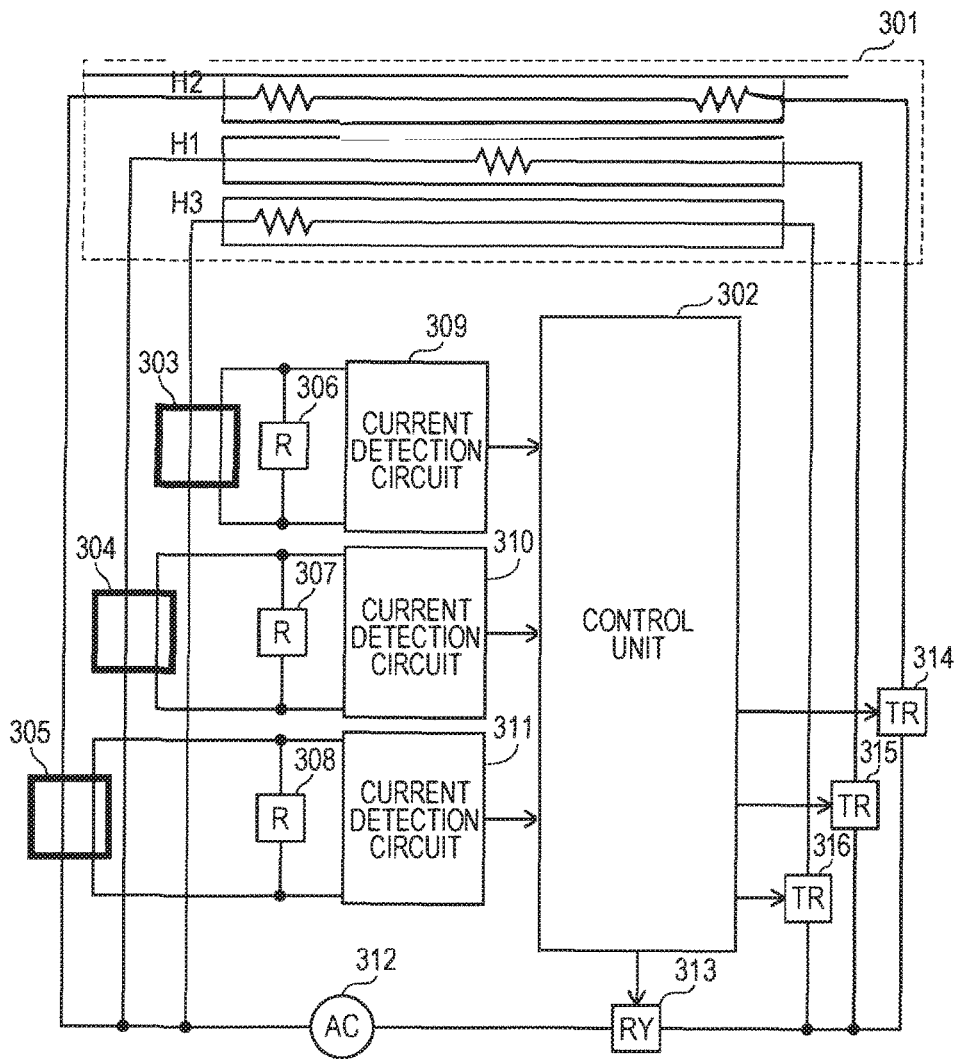 301
H2
H1
H3
302
309
303
306
R
CURRENT
DETECTION
CIRCUIT
310
304
307
R
CURRENT
DETECTION
CIRCUIT
CONTROL
UNIT
314
TR
311
305
308
R
CURRENT
DETECTION
CIRCUIT
315
TR
316
TR
312
AC
313
RY